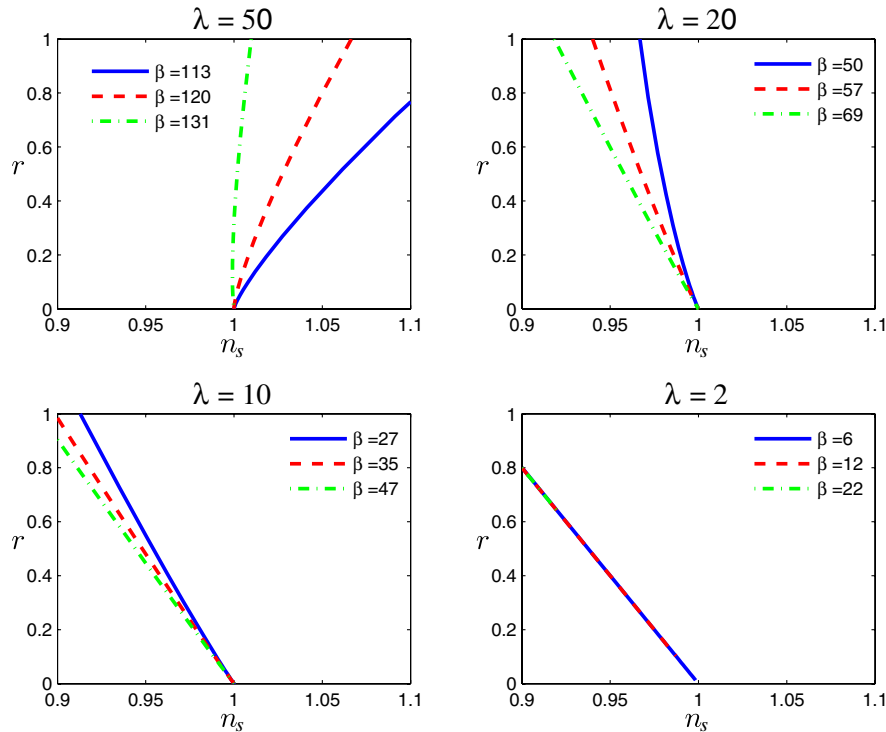 λ = 50
1
0.8
0.6
0.4
0.2
0
r
β =113
β =120
β =131
0.9
0.95
1
1.05
1.1
n_s
λ = 20
1
0.8
0.6
0.4
0.2
0
r
β =50
β =57
β =69
0.9
0.95
1
1.05
1.1
n_s
λ = 10
1
0.8
0.6
0.4
0.2
0
r
β =27
β =35
β =47
0.9
0.95
1
1.05
1.1
n_s
λ = 2
1
0.8
0.6
0.4
0.2
0
r
β =6
β =12
β =22
0.9
0.95
1
1.05
1.1
n_s